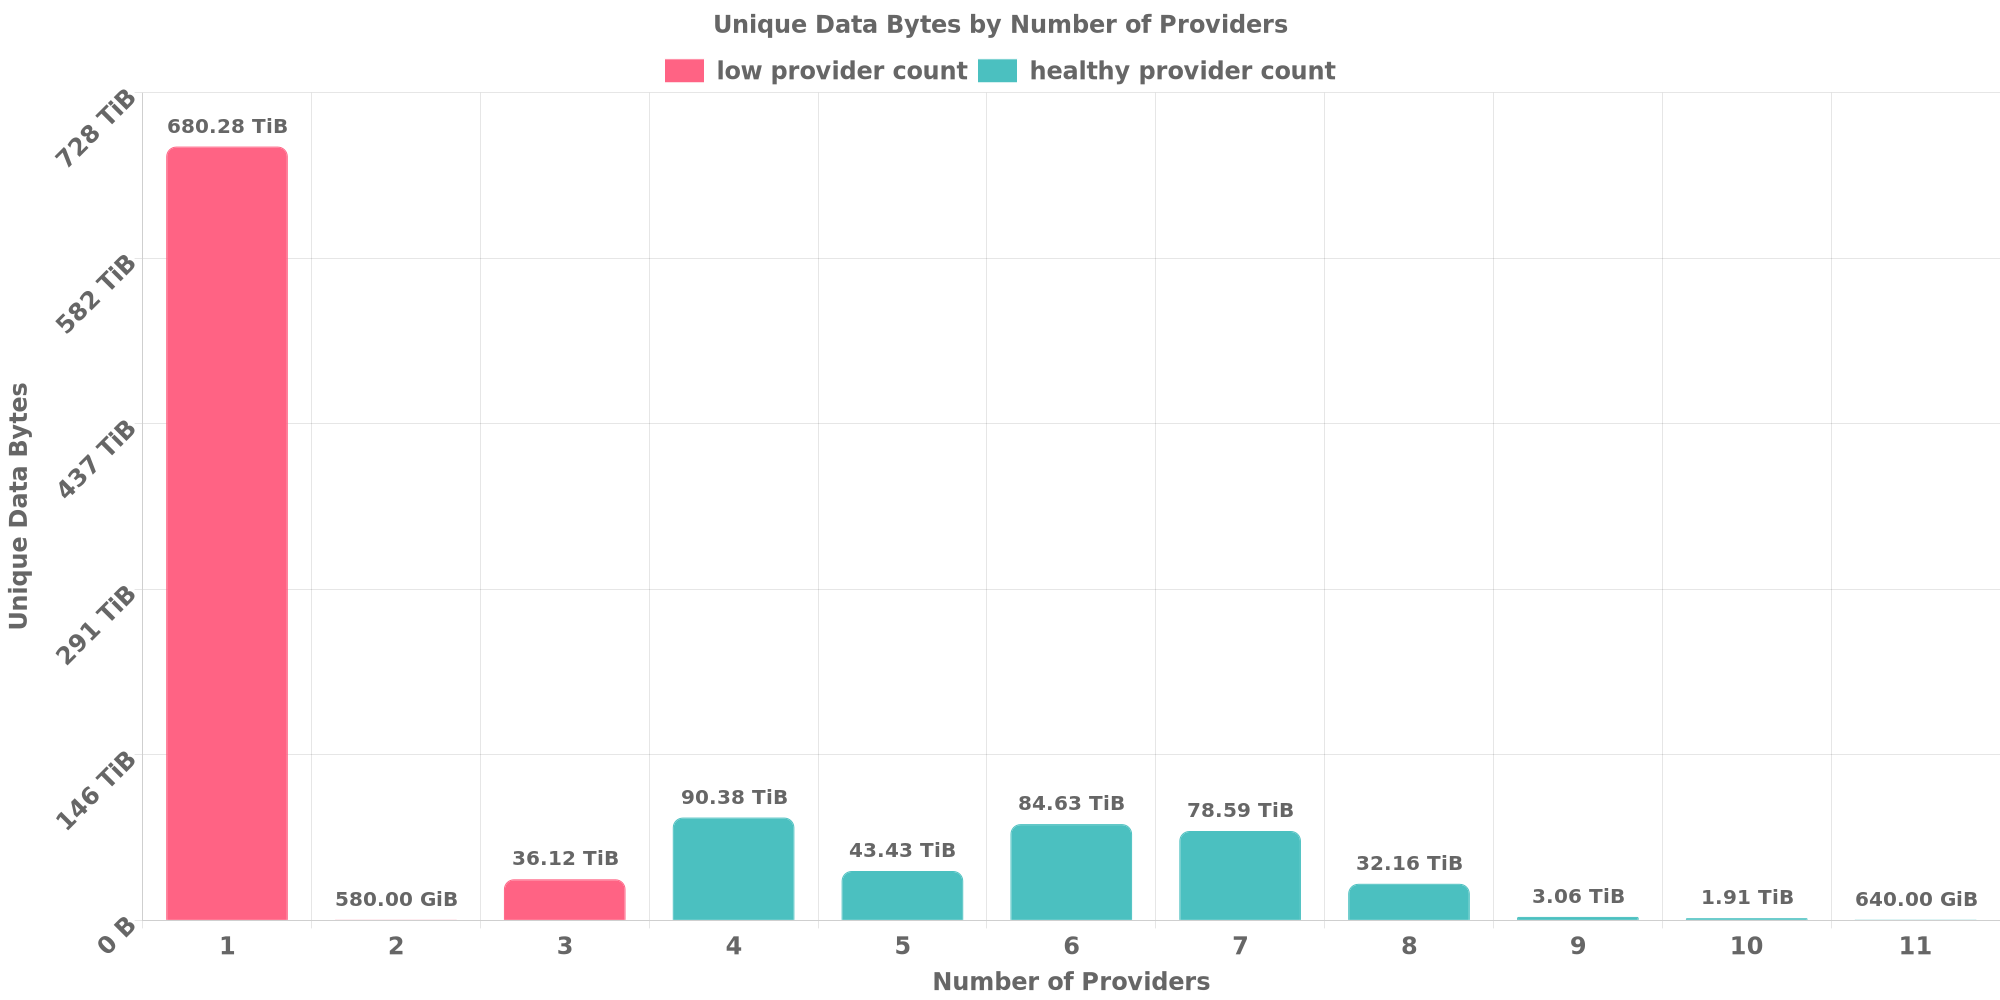 Unique Data Bytes by Number of Providers
low provider count healthy provider count
728 TiB
582 TiB
437 TiB
291 TiB
146 TiB
0 B
Unique Data Bytes
680.28 TiB
580.00 GiB
36.12 TiB
90.38 TiB
43.43 TiB
84.63 TiB
78.59 TiB
32.16 TiB
3.06 TiB
1.91 TiB
640.00 GiB
1 2 3 4 5 6 7 8 9 10 11
Number of Providers